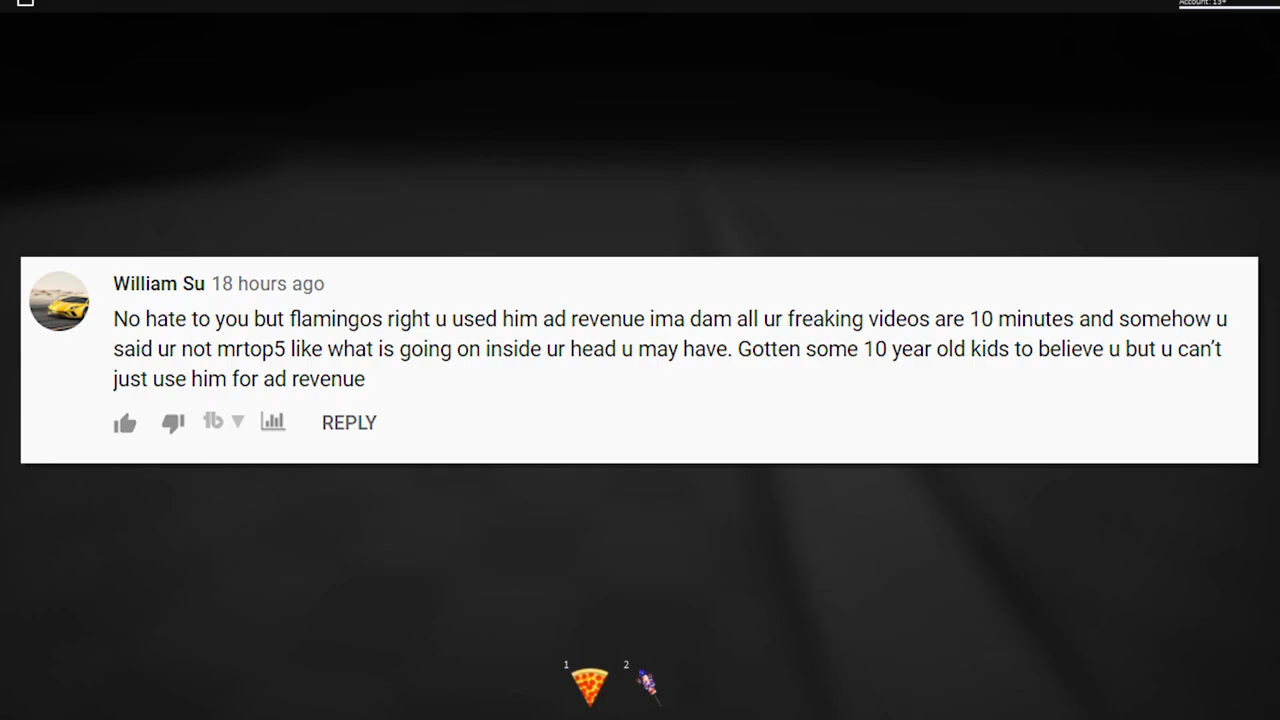 Account: 13+
William Su 18 hours ago
No hate to you but flamingos right u used him ad revenue ima dam all ur freaking videos are 10 minutes and somehow u
said ur not mrtop5 like what is going on inside ur head u may have. Gotten some 10 year old kids to believe u but u can't
just use him for ad revenue
REPLY
1 2